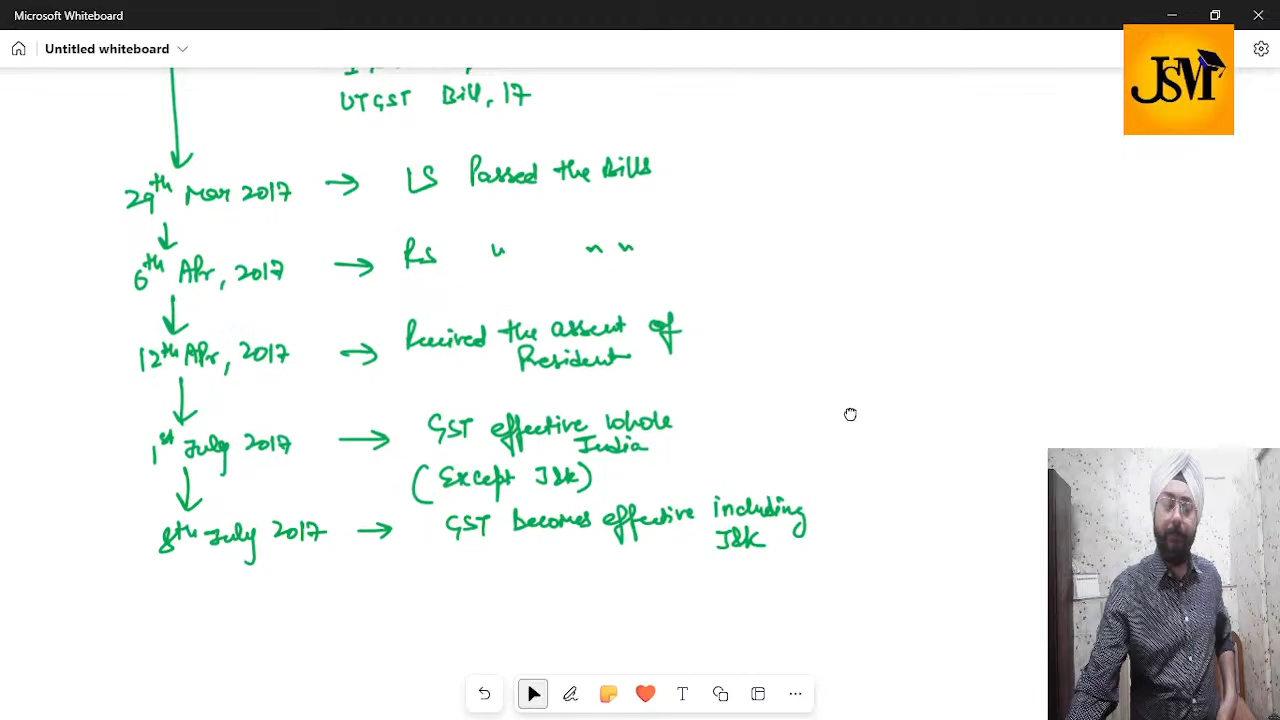 Microsoft Whiteboard
Untitled whiteboard
JSM
UTGST Bill, 17
29th Mar 2017 → LS Passed the Bills
6th Apr, 2017 → RS " " "
12th Apr, 2017 → Received the assent of
President
1st July 2017 → GST effective whole
India
(Except J&K)
8th July 2017 → GST becomes effective including
J&K